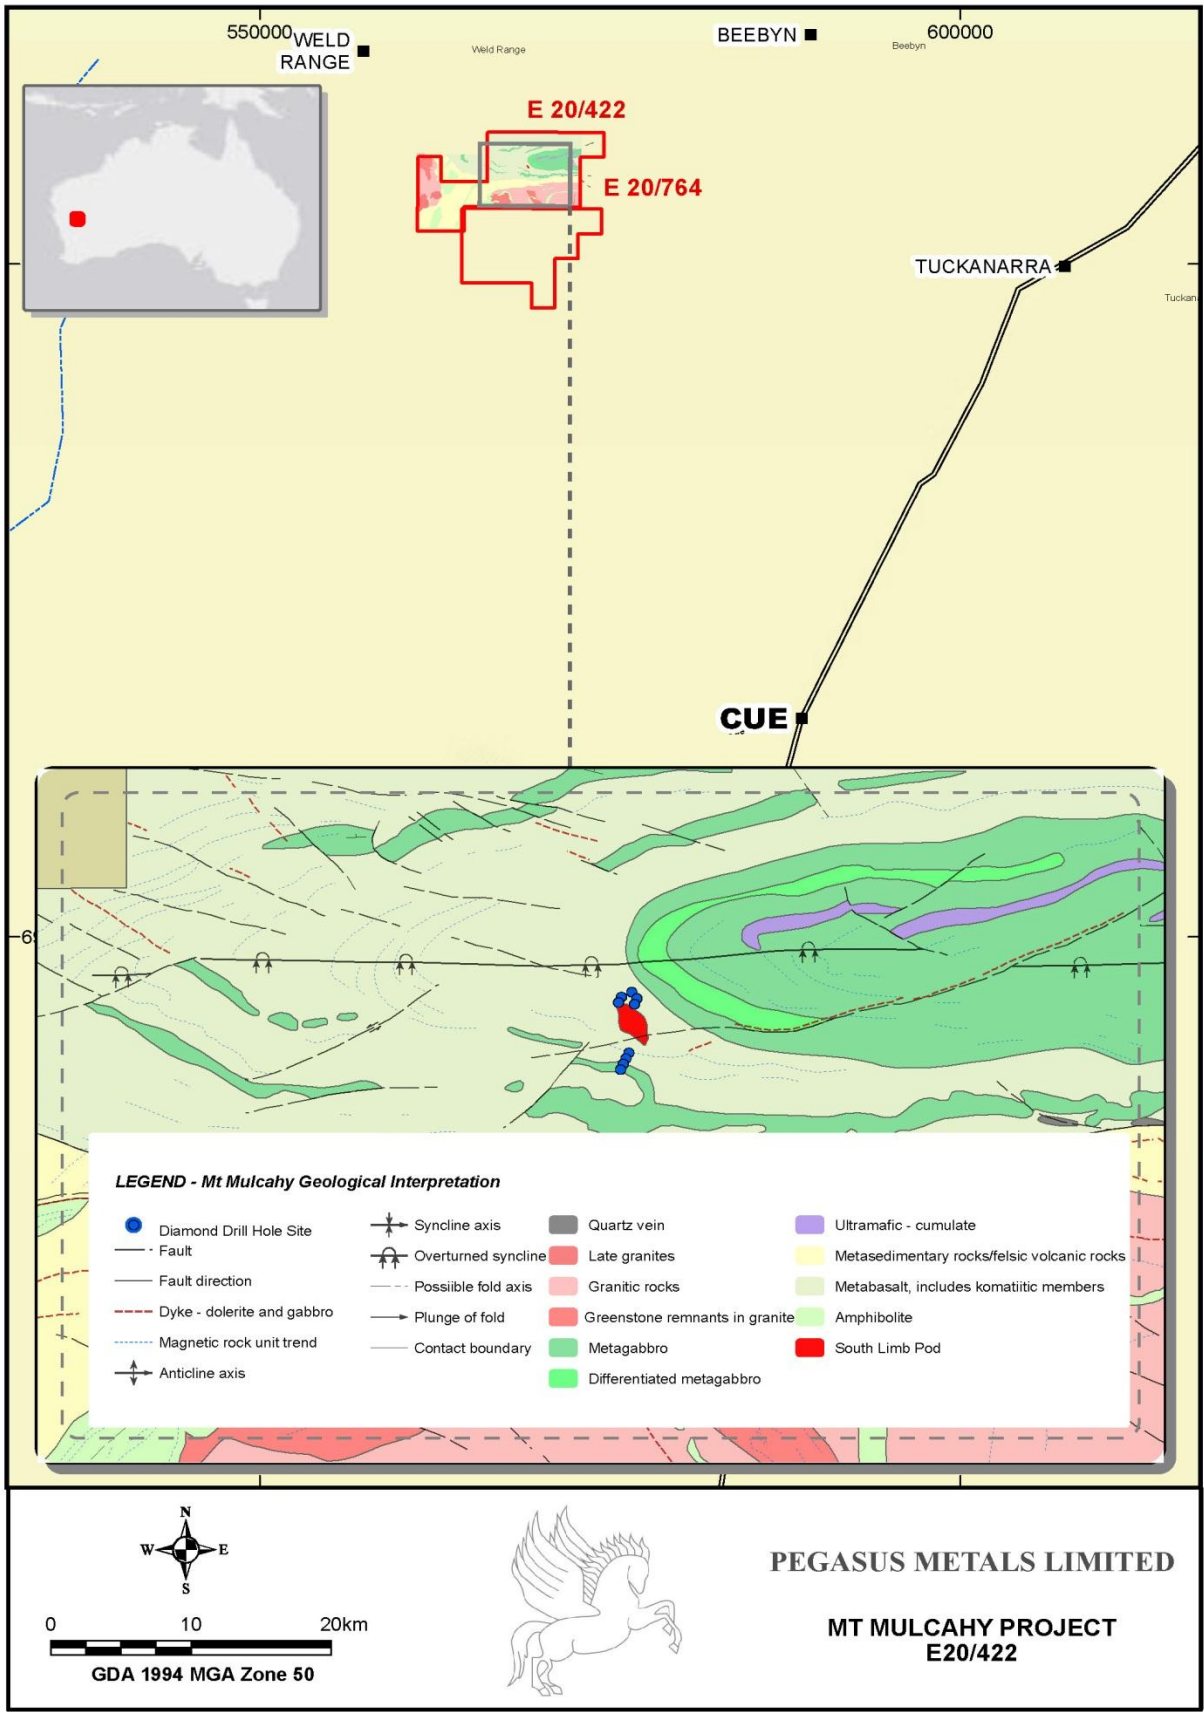 550000
600000
WELD
RANGE
Weld Range
BEEBYN
Beebyn
E 20/422
E 20/764
TUCKANARRA
Tuckan
CUE
LEGEND - Mt Mulcahy Geological Interpretation
Diamond Drill Hole Site
Fault
Fault direction
Dyke - dolerite and gabbro
Magnetic rock unit trend
Anticline axis
Syncline axis
Overturned syncline
Possiible fold axis
Plunge of fold
Contact boundary
Quartz vein
Late granites
Granitic rocks
Greenstone remnants in granite
Metagabbro
Differentiated metagabbro
Ultramafic - cumulate
Metasedimentary rocks/felsic volcanic rocks
Metabasalt, includes komatiitic members
Amphibolite
South Limb Pod
N
W E
S
0 10 20km
GDA 1994 MGA Zone 50
PEGASUS METALS LIMITED
MT MULCAHY PROJECT
E20/422